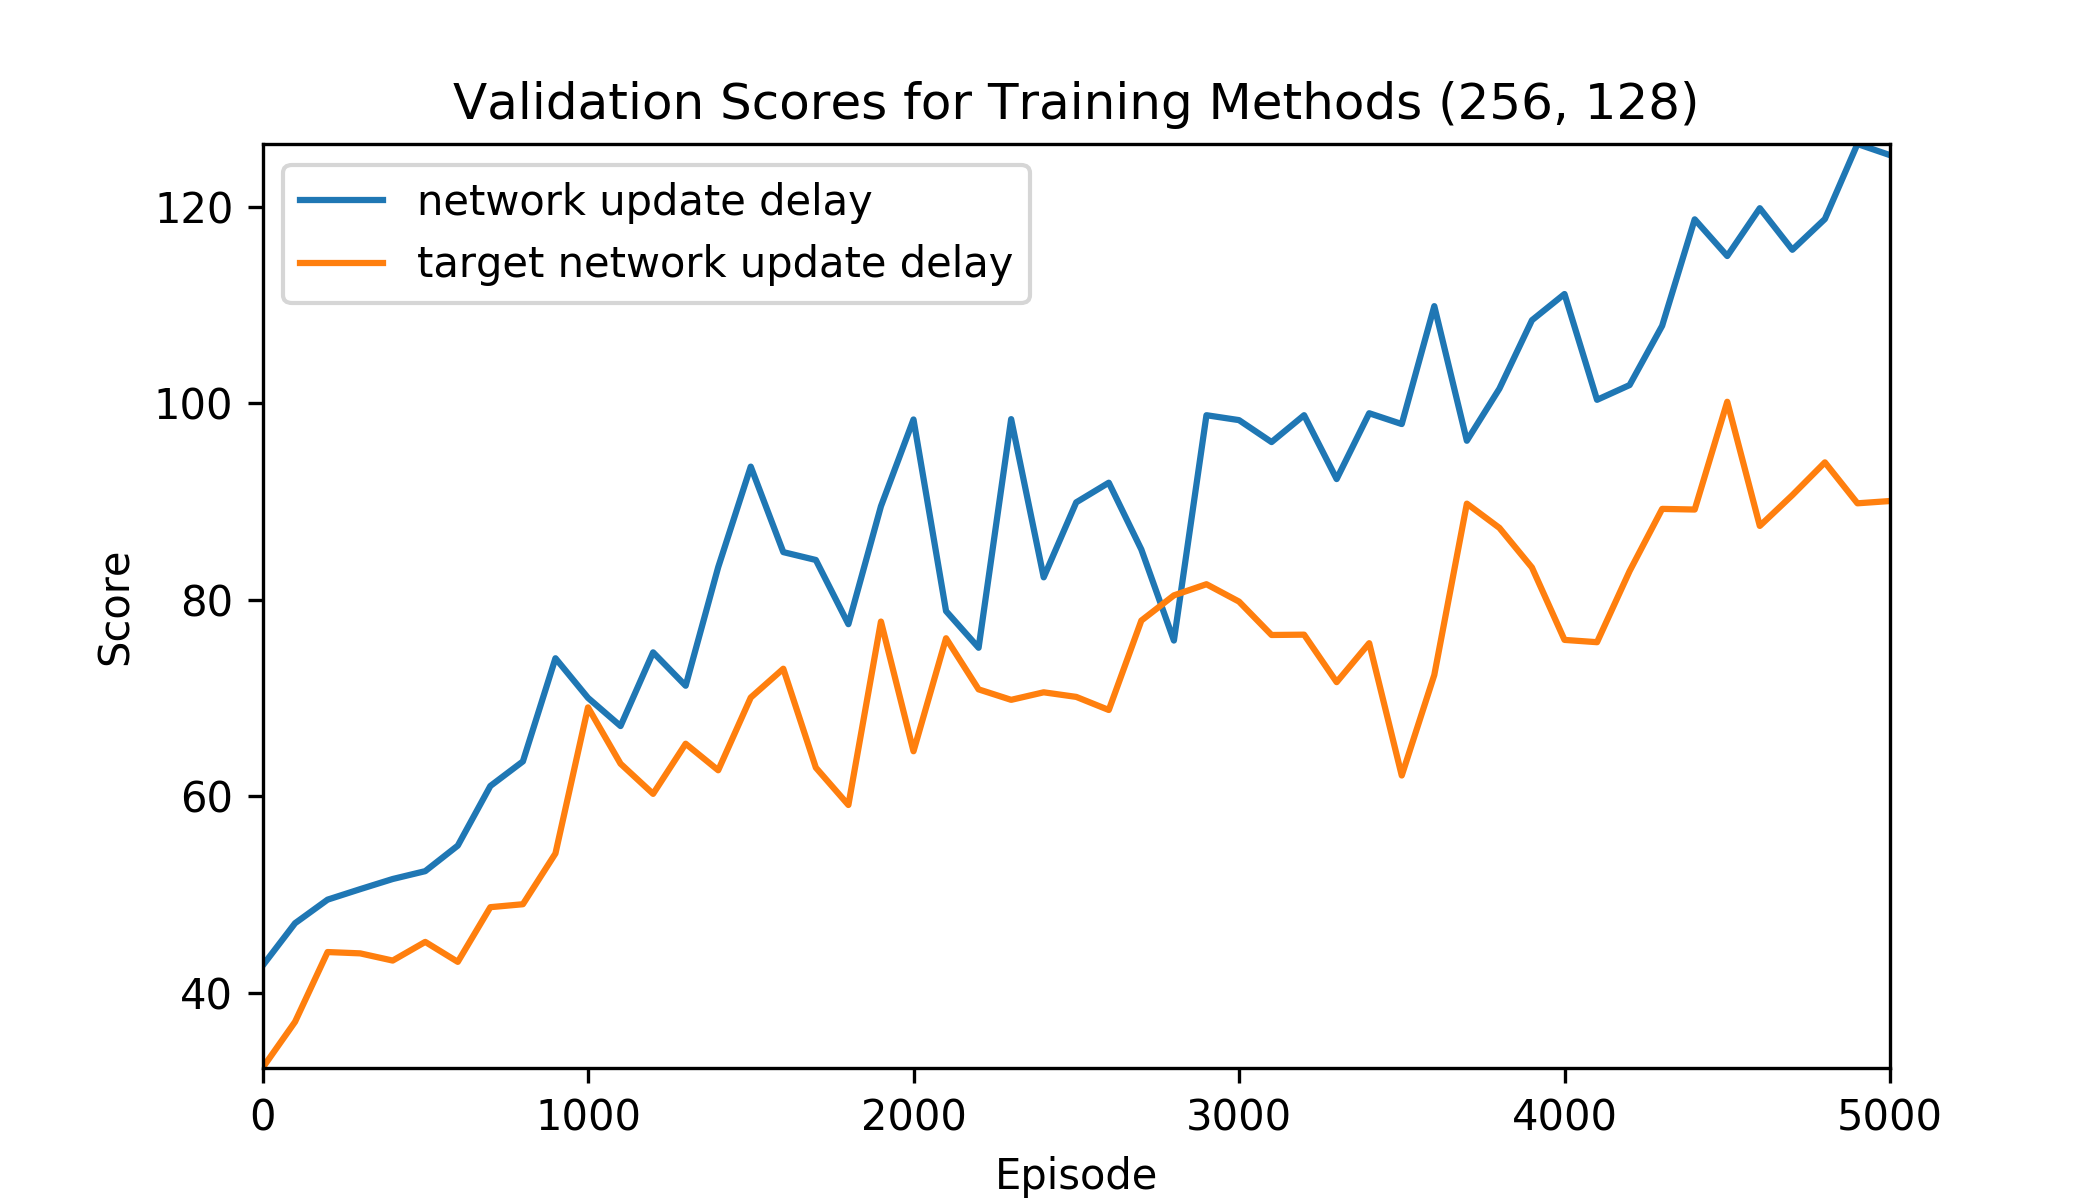 Validation Scores for Training Methods (256, 128)
network update delay
target network update delay
120
100
80
60
40
Score
0 1000 2000 3000 4000 5000
Episode